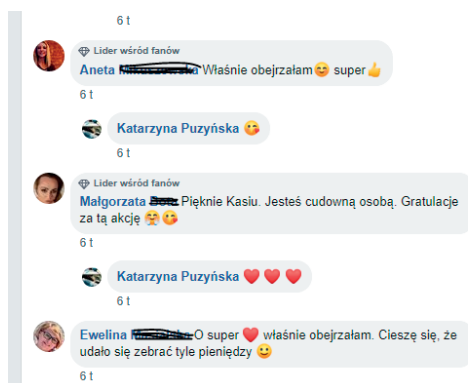 6 t
Lider wśród fanów
Aneta Właśnie obejrzałam😊 super👍
6 t
Katarzyna Puzyńska 😘
6 t
Lider wśród fanów
Małgorzata Pięknie Kasiu. Jesteś cudowną osobą. Gratulacje
za tą akcję 🤗😘
6 t
Katarzyna Puzyńska ❤️ ❤️ ❤️
6 t
Ewelina O super ❤️ właśnie obejrzałam. Cieszę się, że
udało się zebrać tyle pieniędzy 🙂
6 t